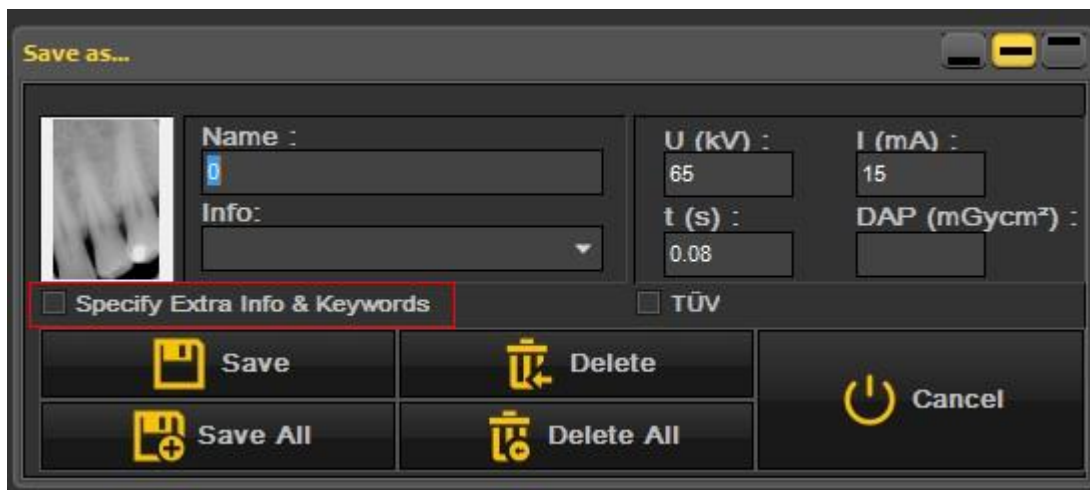 Save as...
Name :
0
Info:
U (kV) :
65
I (mA) :
15
t (s) :
0.08
DAP (mGycm²) :
Specify Extra Info & Keywords
TÜV
Save
Delete
Cancel
Save All
Delete All